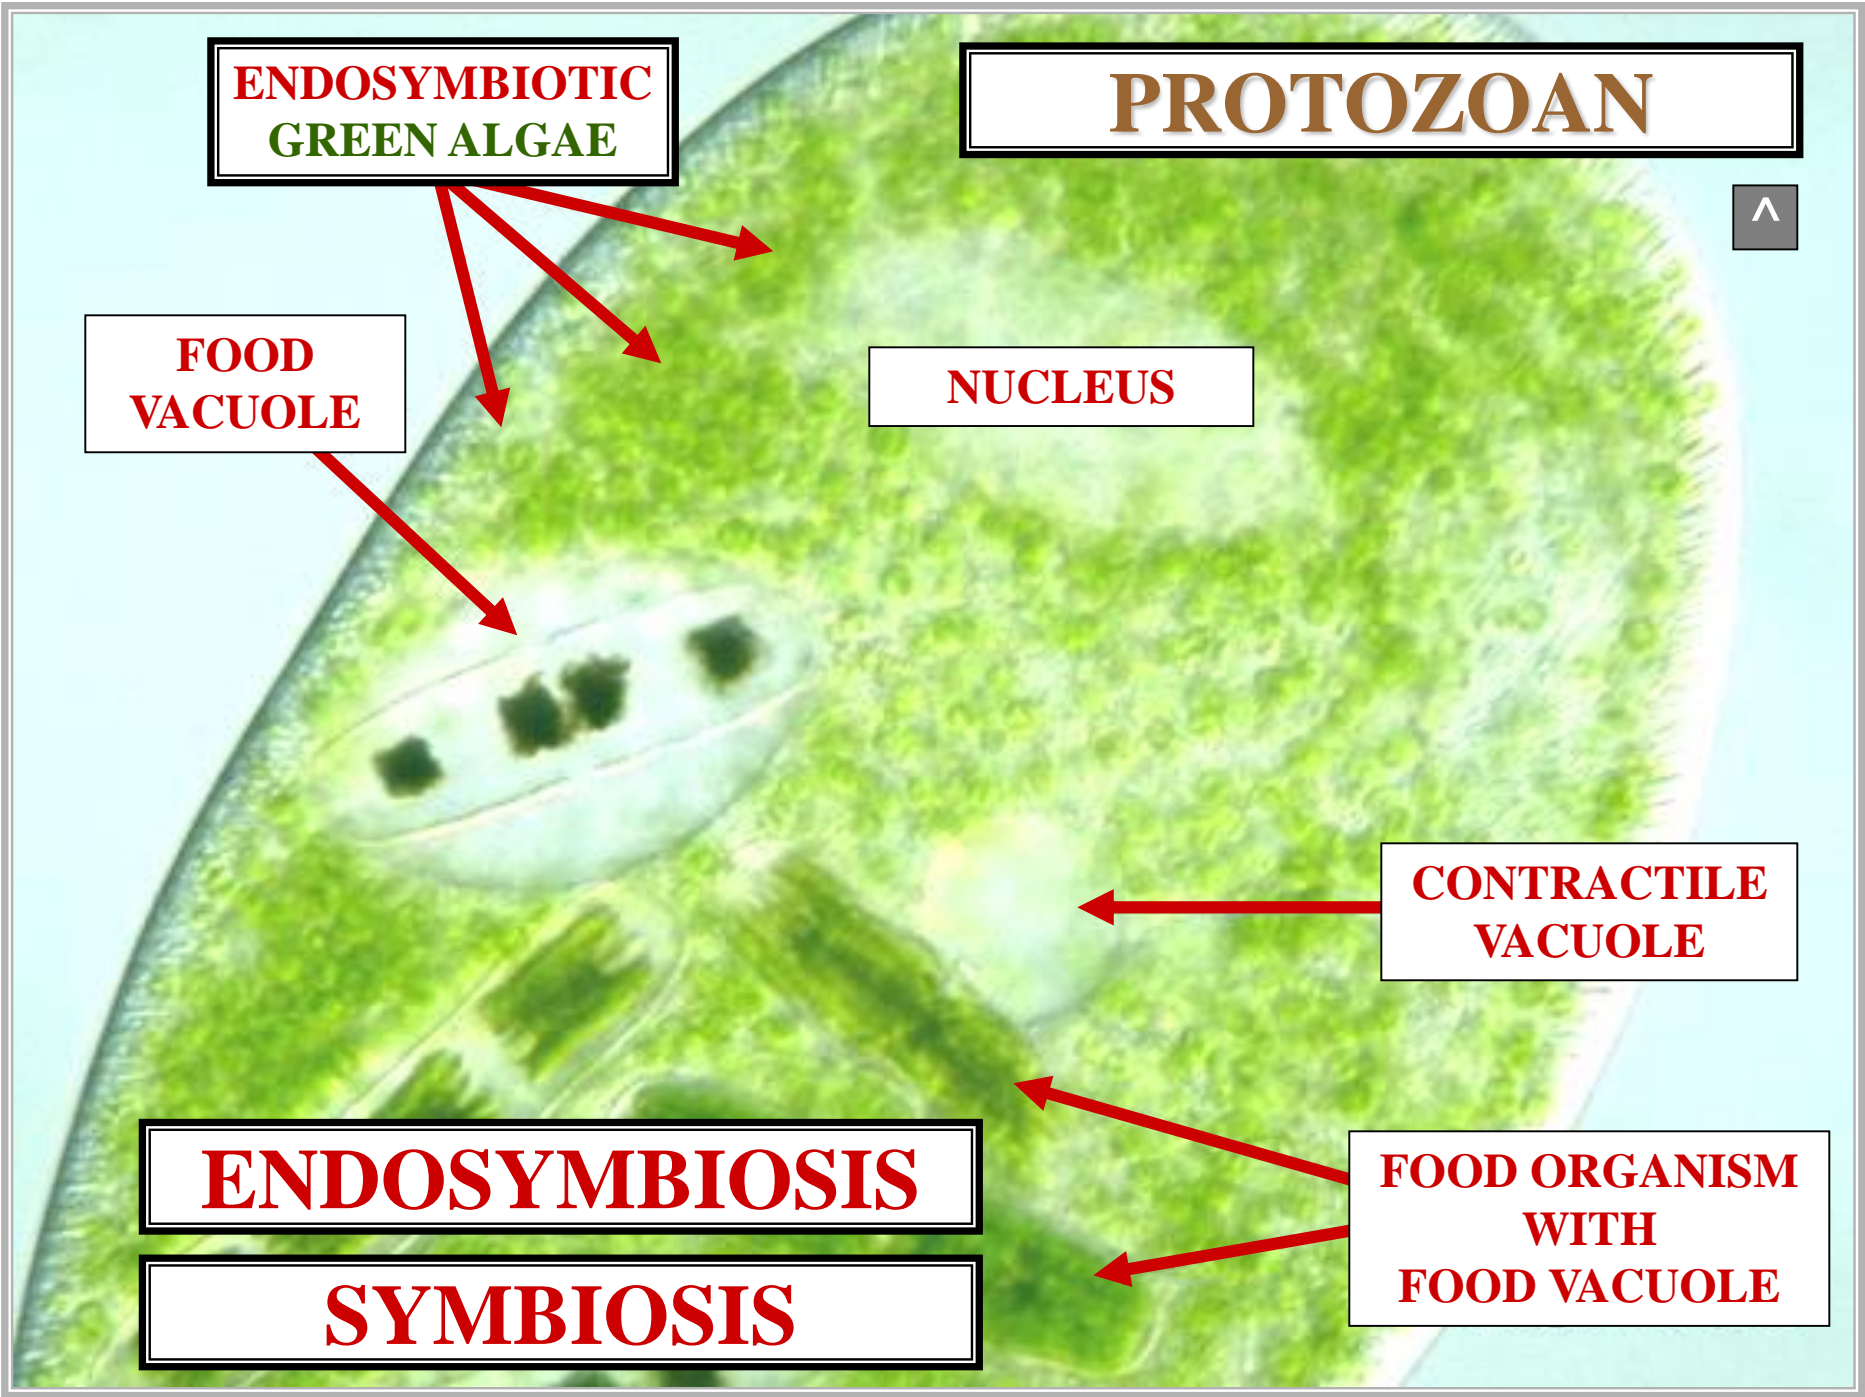 ENDOSYMBIOTIC
GREEN ALGAE
PROTOZOAN
^
FOOD
VACUOLE
NUCLEUS
CONTRACTILE
VACUOLE
FOOD ORGANISM
WITH
FOOD VACUOLE
ENDOSYMBIOSIS
SYMBIOSIS